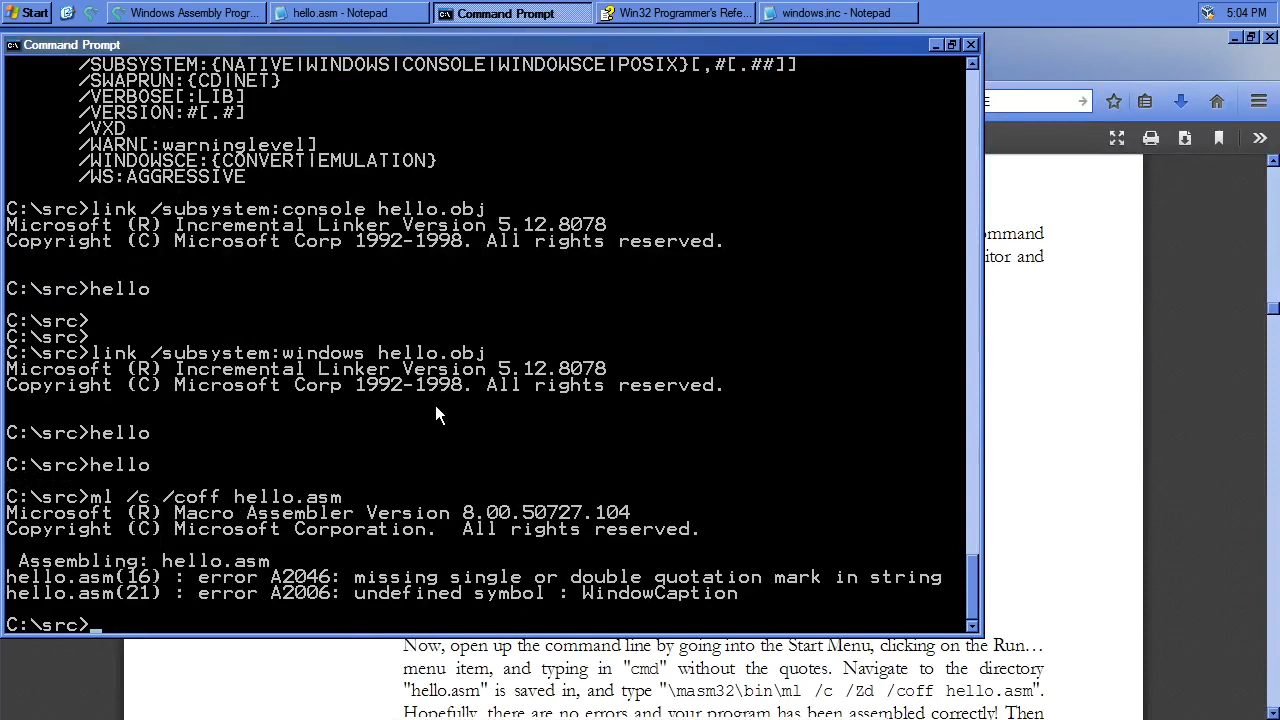 Start
Windows Assembly Progr...
hello.asm - Notepad
Command Prompt
Win32 Programmer's Refe...
windows.inc - Notepad
5:04 PM
Command Prompt
/SUBSYSTEM:{NATIVE|WINDOWS|CONSOLE|WINDOWSCE|POSIX}[,#[.##]]
/SWAPRUN:{CD|NET}
/VERBOSE[:LIB]
/VERSION:#[.#]
/VXD
/WARN[:warninglevel]
/WINDOWSCE:{CONVERT|EMULATION}
/WS:AGGRESSIVE
C:\src>link /subsystem:console hello.obj
Microsoft (R) Incremental Linker Version 5.12.8078
Copyright (C) Microsoft Corp 1992-1998. All rights reserved.
C:\src>hello
C:\src>
C:\src>
C:\src>link /subsystem:windows hello.obj
Microsoft (R) Incremental Linker Version 5.12.8078
Copyright (C) Microsoft Corp 1992-1998. All rights reserved.
C:\src>hello
C:\src>hello
C:\src>ml /c /coff hello.asm
Microsoft (R) Macro Assembler Version 8.00.50727.104
Copyright (C) Microsoft Corporation.  All rights reserved.
Assembling: hello.asm
hello.asm(16) : error A2046: missing single or double quotation mark in string
hello.asm(21) : error A2006: undefined symbol : WindowCaption
C:\src>_
E
ommand
itor and
Now, open up the command line by going into the Start Menu, clicking on the Run...
menu item, and typing in "cmd" without the quotes. Navigate to the directory
"hello.asm" is saved in, and type "\masm32\bin\ml /c /Zd /coff hello.asm".
Hopefully, there are no errors and your program has been assembled correctly! Then